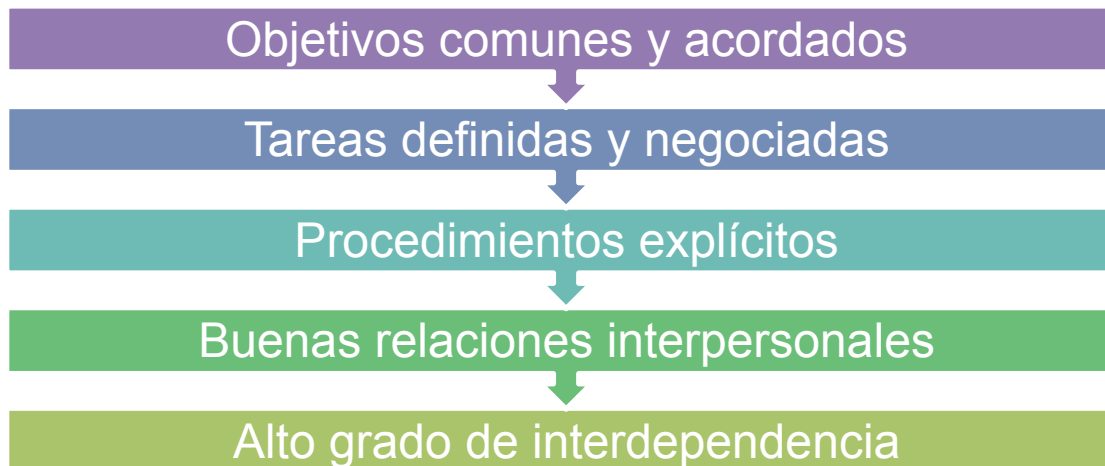 Objetivos comunes y acordados
Tareas definidas y negociadas
Procedimientos explícitos
Buenas relaciones interpersonales
Alto grado de interdependencia